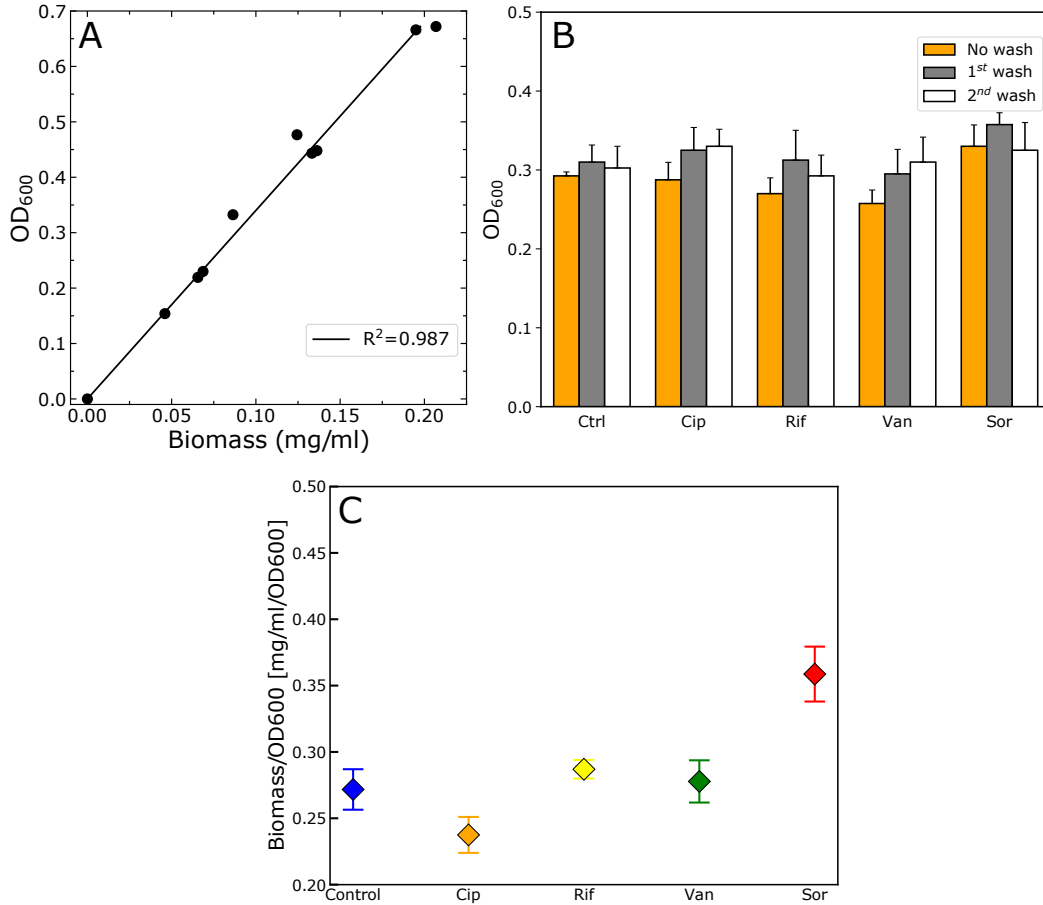 A
0.7
0.6
0.5
0.4
0.3
0.2
0.1
0.0
OD600
0.00 0.05 0.10 0.15 0.20
Biomass (mg/ml)
R²=0.987
B
0.5
0.4
0.3
0.2
0.1
0.0
OD600
No wash
1st wash
2nd wash
Ctrl Cip Rif Van Sor
C
0.50
0.45
0.40
0.35
0.30
0.25
0.20
Biomass/OD600 [mg/ml/OD600]
Control Cip Rif Van Sor